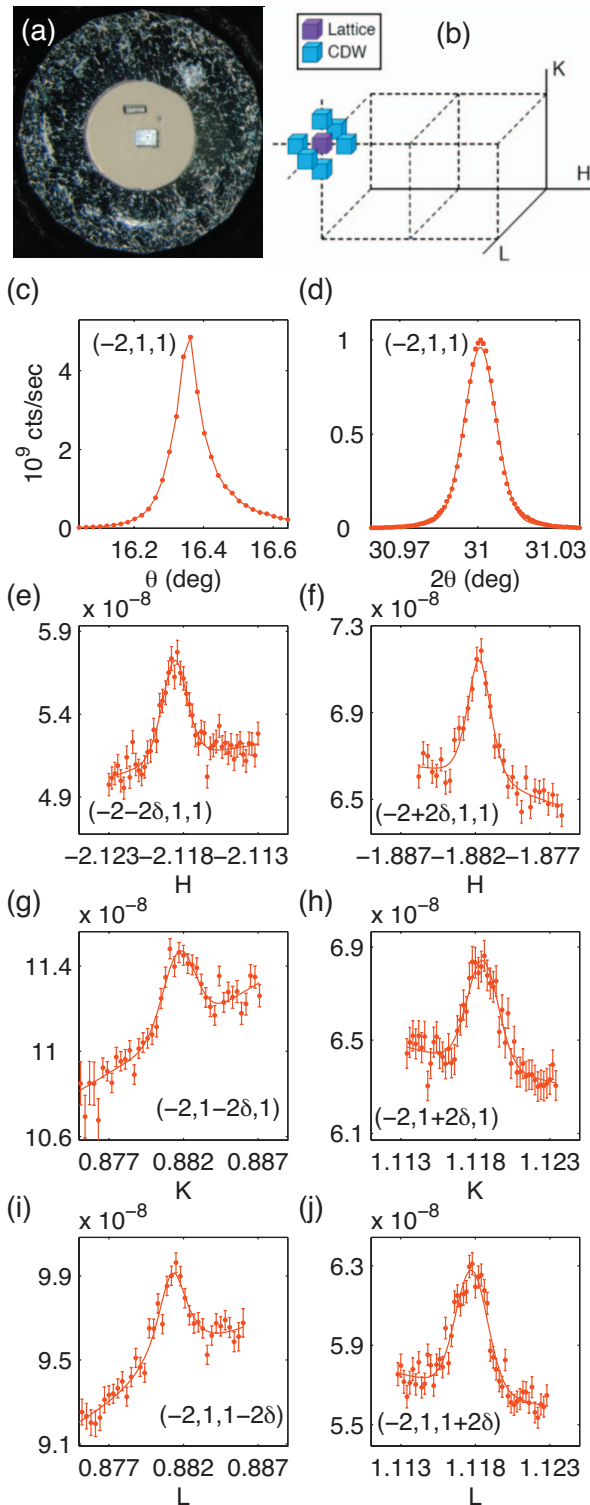 (a)
Lattice
CDW
(b)
K
H
L
(c)
(d)
(-2,1,1)
(-2,1,1)
10⁹ cts/sec
4
2
0
1
0.5
0
16.2 16.4 16.6
30.97 31 31.03
θ (deg)
2θ (deg)
(e)
(f)
x 10⁻⁸
x 10⁻⁸
5.9
5.4
4.9
7.3
6.9
6.5
(−2−2δ,1,1)
(−2+2δ,1,1)
−2.123 −2.118 −2.113
−1.887 −1.882 −1.877
H
H
(g)
(h)
x 10⁻⁸
x 10⁻⁸
11.4
11
10.6
6.9
6.5
6.1
(−2,1−2δ,1)
(−2,1+2δ,1)
0.877 0.882 0.887
1.113 1.118 1.123
K
K
(i)
(j)
x 10⁻⁸
x 10⁻⁸
9.9
9.5
9.1
6.3
5.9
5.5
(−2,1,1−2δ)
(−2,1,1+2δ)
0.877 0.882 0.887
1.113 1.118 1.123
L
L